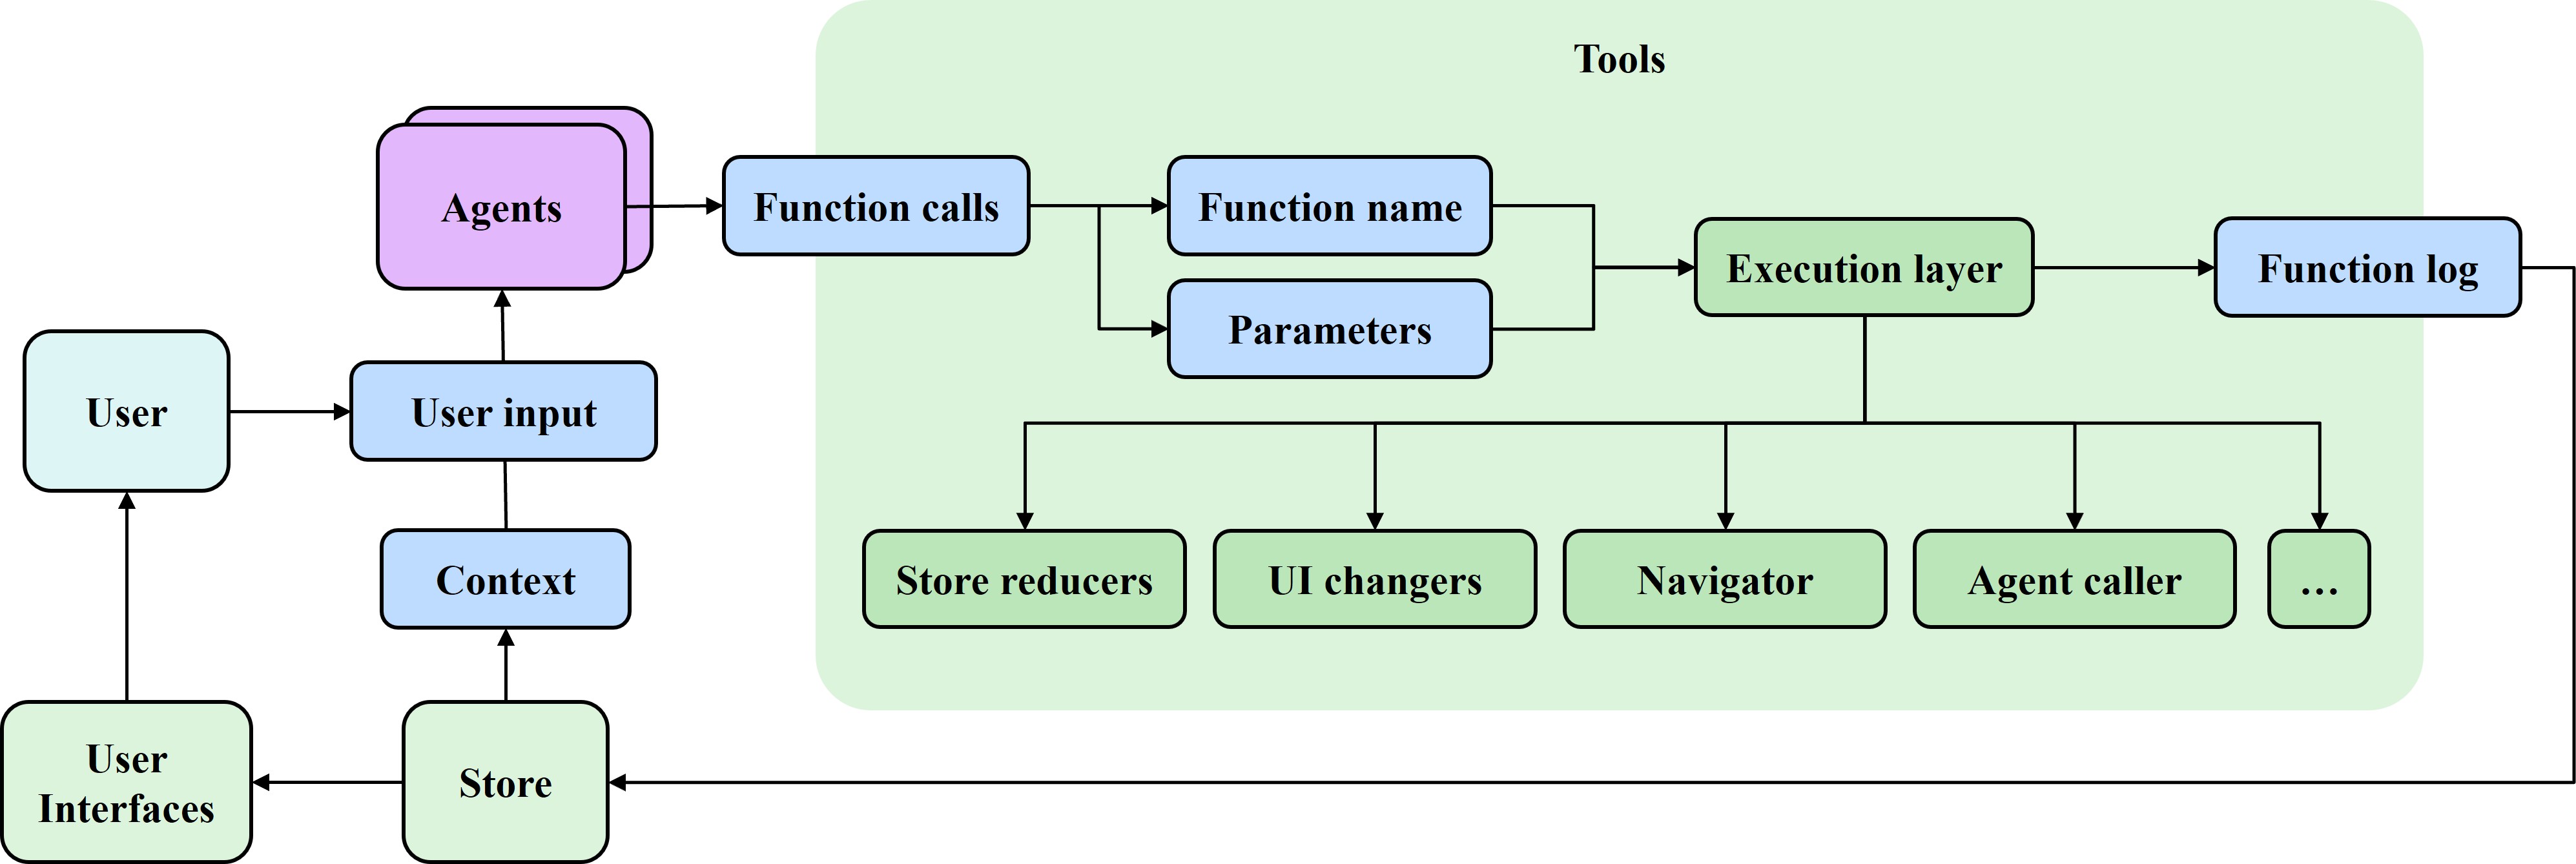 Tools
Agents
Function calls
Function name
Parameters
Execution layer
Function log
User
User input
Context
Store reducers
UI changers
Navigator
Agent caller
...
User
Interfaces
Store